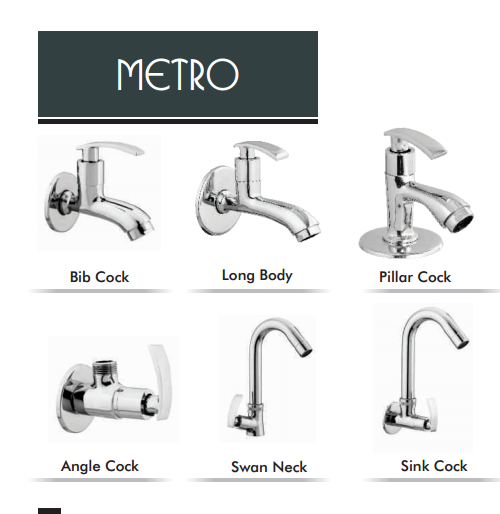 METRO
Bib Cock
Long Body
Pillar Cock
Angle Cock
Swan Neck
Sink Cock